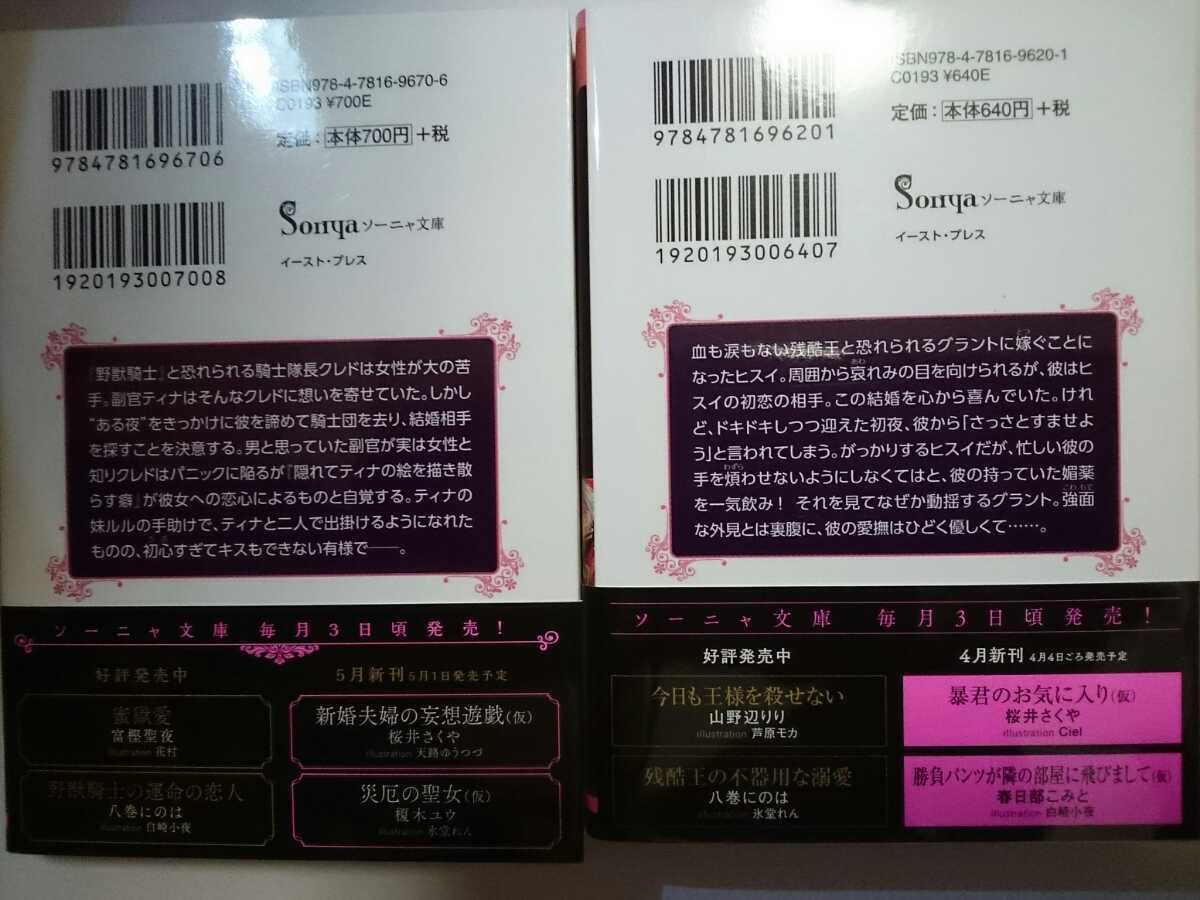 ISBN978-4-7816-9670-6
C0193 ¥700E
定価：本体700円＋税
9784781696706
1920193007008
Sonya ソーニャ文庫
イースト・プレス
『野獣騎士』と恐れられる騎士隊長クレドは女性が大の苦
手。副官ティナはそんなクレドに想いを寄せていた。しかし
“ある夜”をきっかけに彼を諦めて騎士団を去り、結婚相手
を探すことを決意する。男と思っていた副官が実は女性と
知りクレドはパニックに陥るが『隠れてティナの絵を描き散
らす癖』が彼女への恋心によるものと自覚する。ティナの
妹ルルの手助けで、ティナと二人で出掛けるようになれた
ものの、初心すぎてキスもできない有様で――。
ソーニャ文庫 毎月3日頃発売！
好評発売中
蜜獄愛
富樫聖夜
illustration 花村
野獣騎士の運命の恋人
八巻にのは
illustration 白崎小夜
5月新刊 5月1日発売予定
新婚夫婦の妄想遊戯（仮）
桜井さくや
illustration 天路ゆうつづ
災厄の聖女（仮）
榎木ユウ
illustration 氷堂れん
ISBN978-4-7816-9620-1
C0193 ¥640E
定価：本体640円＋税
9784781696201
1920193006407
Sonya ソーニャ文庫
イースト・プレス
血も涙もない残酷王と恐れられるグラントに嫁ぐことに
なったヒスイ。周囲から哀れみの目を向けられるが、彼はヒ
スイの初恋の相手。この結婚を心から喜んでいた。けれ
ど、ドキドキしつつ迎えた初夜、彼から「さっさとすませよ
う」と言われてしまう。がっかりするヒスイだが、忙しい彼の
手を煩わせないようにしなくてはと、彼の持っていた媚薬
を一気飲み！ それを見てなぜか動揺するグラント。強面
な外見とは裏腹に、彼の愛撫はひどく優しくて……。
ソーニャ文庫 毎月3日頃発売！
好評発売中
今日も王様を殺せない
山野辺りり
illustration 芦原モカ
残酷王の不器用な溺愛
八巻にのは
illustration 氷堂れん
4月新刊 4月4日ごろ発売予定
暴君のお気に入り（仮）
桜井さくや
illustration Ciel
勝負パンツが隣の部屋に飛びまして（仮）
春日部こみと
illustration 白崎小夜